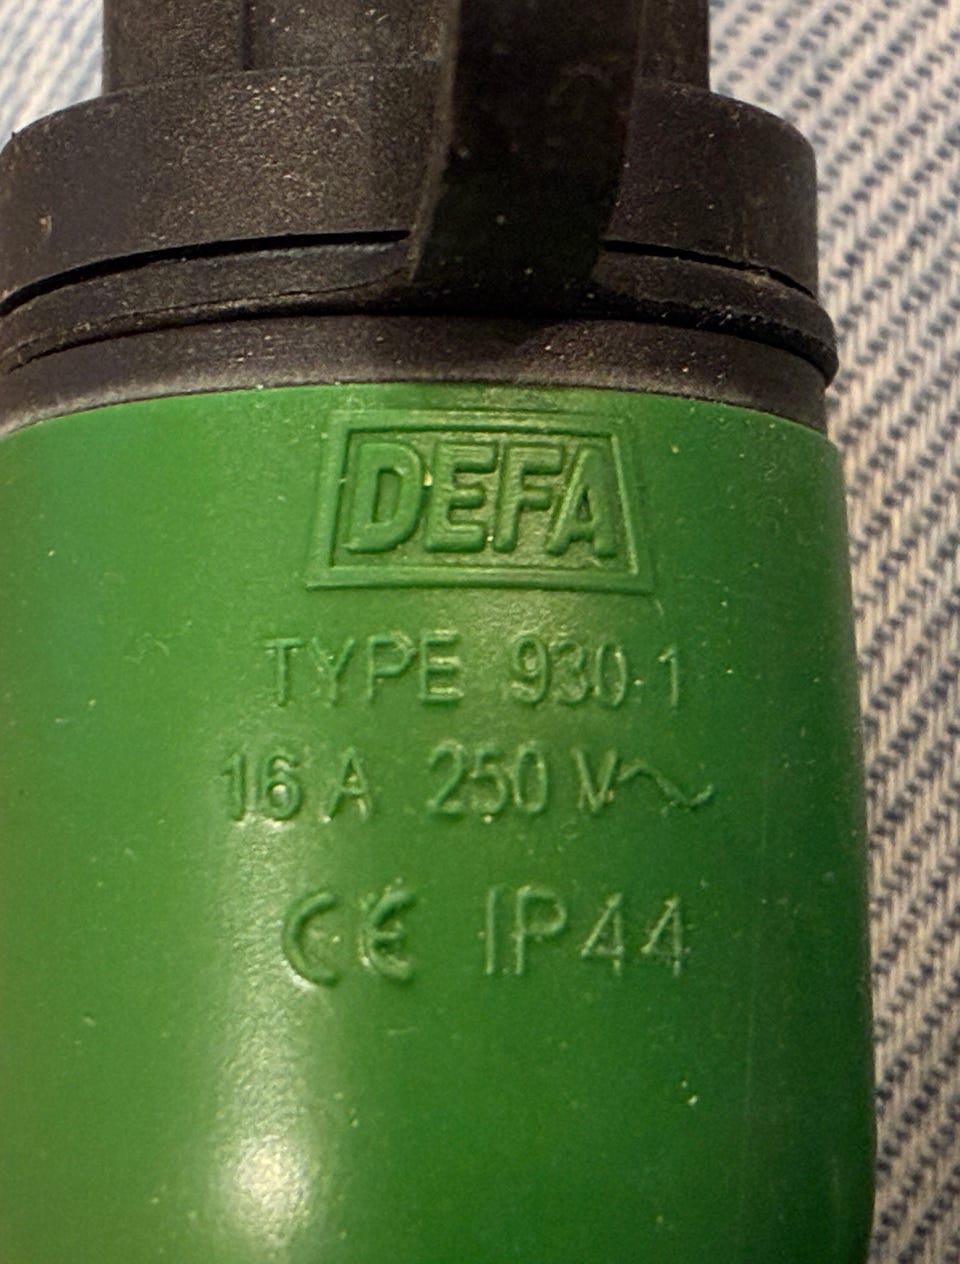 DEFA
TYPE 930.1
16 A 250 V~
CE IP44